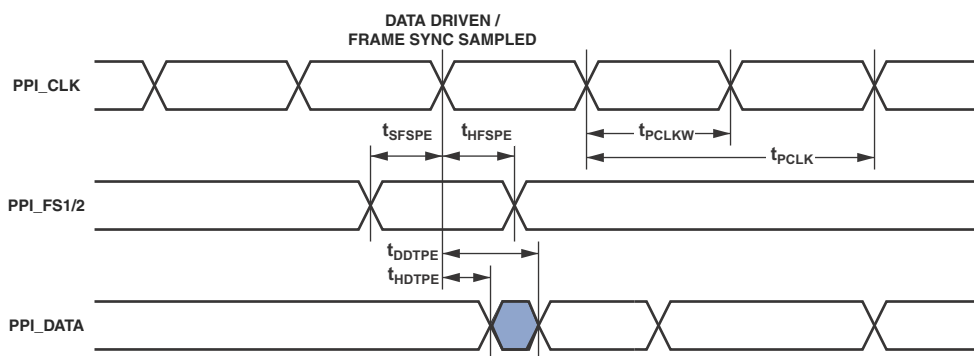 DATA DRIVEN /
FRAME SYNC SAMPLED
PPI_CLK
tSFSPE
tHFSPE
tPCLKW
tPCLK
PPI_FS1/2
tDDTPE
tHDTPE
PPI_DATA